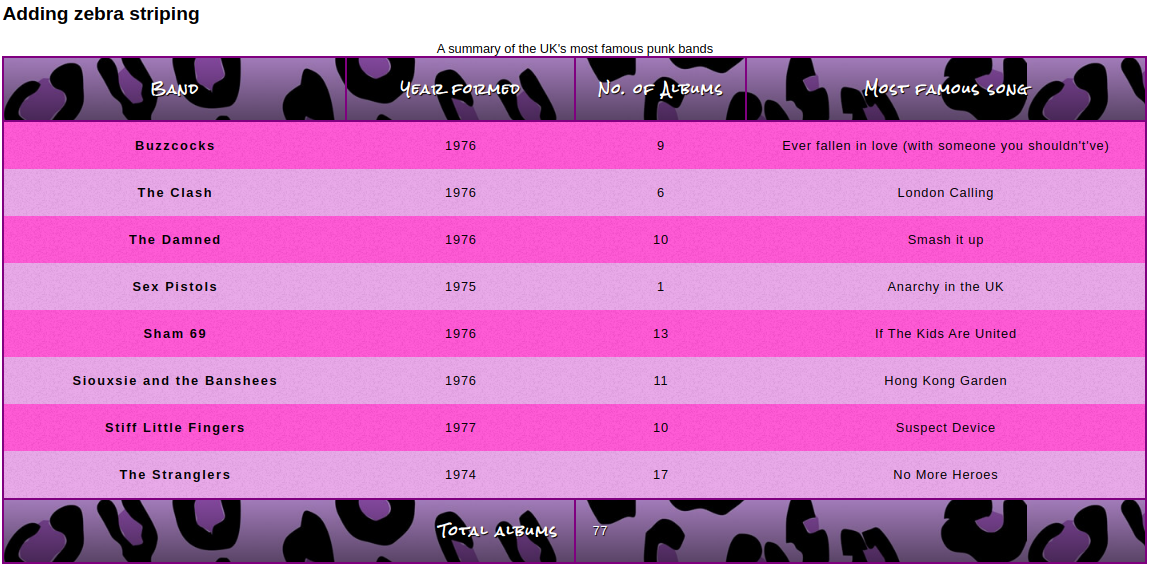 Adding zebra striping
A summary of the UK's most famous punk bands
Band Year formed No. of Albums Most famous song
Buzzcocks 1976 9 Ever fallen in love (with someone you shouldn't've)
The Clash 1976 6 London Calling
The Damned 1976 10 Smash it up
Sex Pistols 1975 1 Anarchy in the UK
Sham 69 1976 13 If The Kids Are United
Siouxsie and the Banshees 1976 11 Hong Kong Garden
Stiff Little Fingers 1977 10 Suspect Device
The Stranglers 1974 17 No More Heroes
Total albums 77